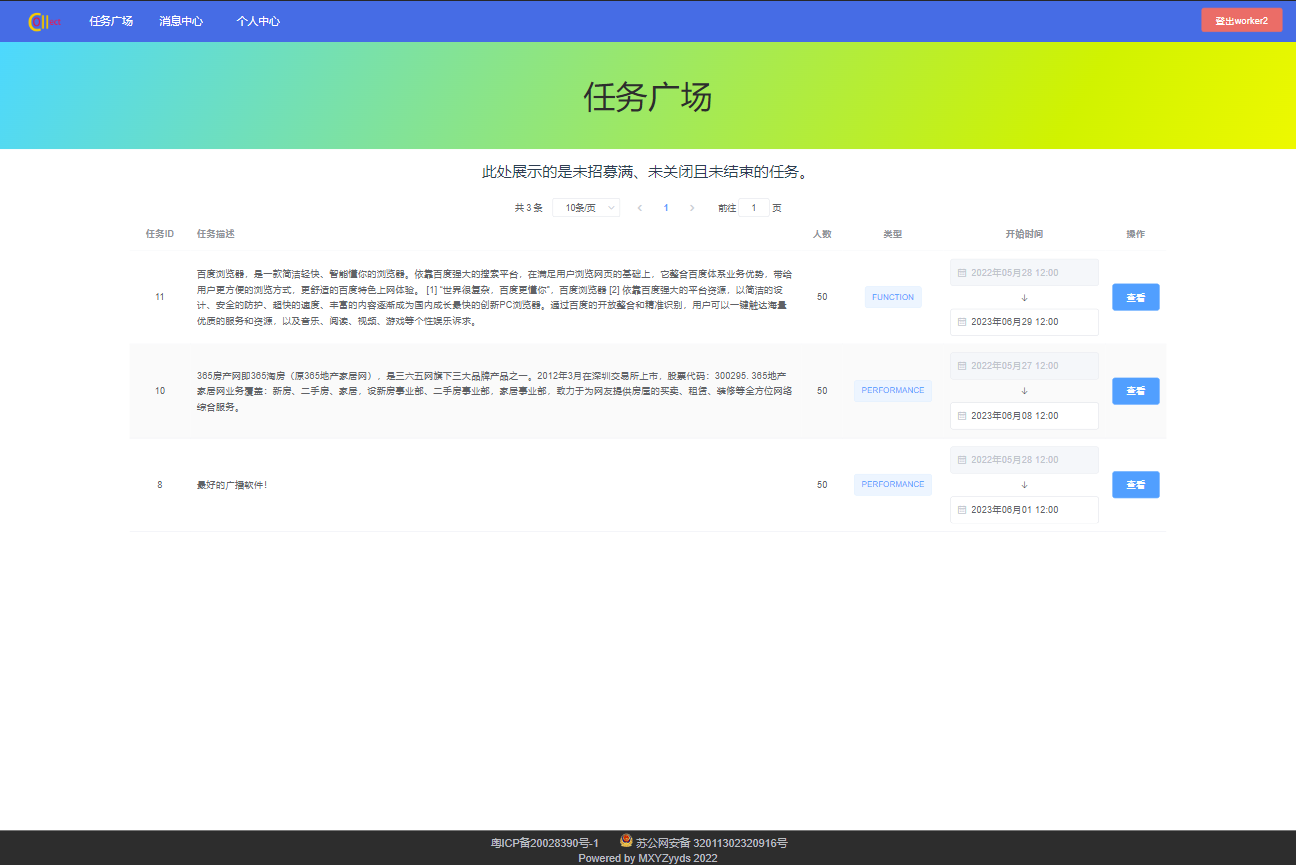 任务广场 消息中心 个人中心 登出worker2
任务广场
此处展示的是未招募满、未关闭且未结束的任务。
共 3 条 10条/页 1 前往 1 页
任务ID 任务描述 人数 类型 开始时间 操作
百度浏览器，是一款简洁轻快、智能懂你的浏览器。依靠百度强大的搜索平台，在满足用户浏览网页的基础上，它整合百度体系业务优势，带给
用户更方便的浏览方式，更舒适的百度特色上网体验。 [1] “世界很复杂，百度更懂你”，百度浏览器 [2] 依靠百度强大的平台资源，以简洁的设
计、安全的防护、超快的速度、丰富的内容逐渐成为国内成长最快的创新PC浏览器。通过百度的开放整合和精准识别，用户可以一键触达海量
优质的服务和资源，以及音乐、阅读、视频、游戏等个性娱乐诉求。
11 50 FUNCTION 2022年05月28 12:00 ↓ 2023年06月29 12:00 查看
365房产网即365淘房（原365地产家居网），是三六五网旗下三大品牌产品之一。2012年3月在深圳交易所上市，股票代码：300295. 365地产
家居网业务覆盖：新房、二手房、家居，设新房事业部、二手房事业部，家居事业部，致力于为网友提供房屋的买卖、租赁、装修等全方位网络
综合服务。
10 50 PERFORMANCE 2022年05月27 12:00 ↓ 2023年06月08 12:00 查看
8 最好的广播软件！ 50 PERFORMANCE 2022年05月28 12:00 ↓ 2023年06月01 12:00 查看
粤ICP备20028390号-1 苏公网安备 32011302320916号
Powered by MXYZyyds 2022